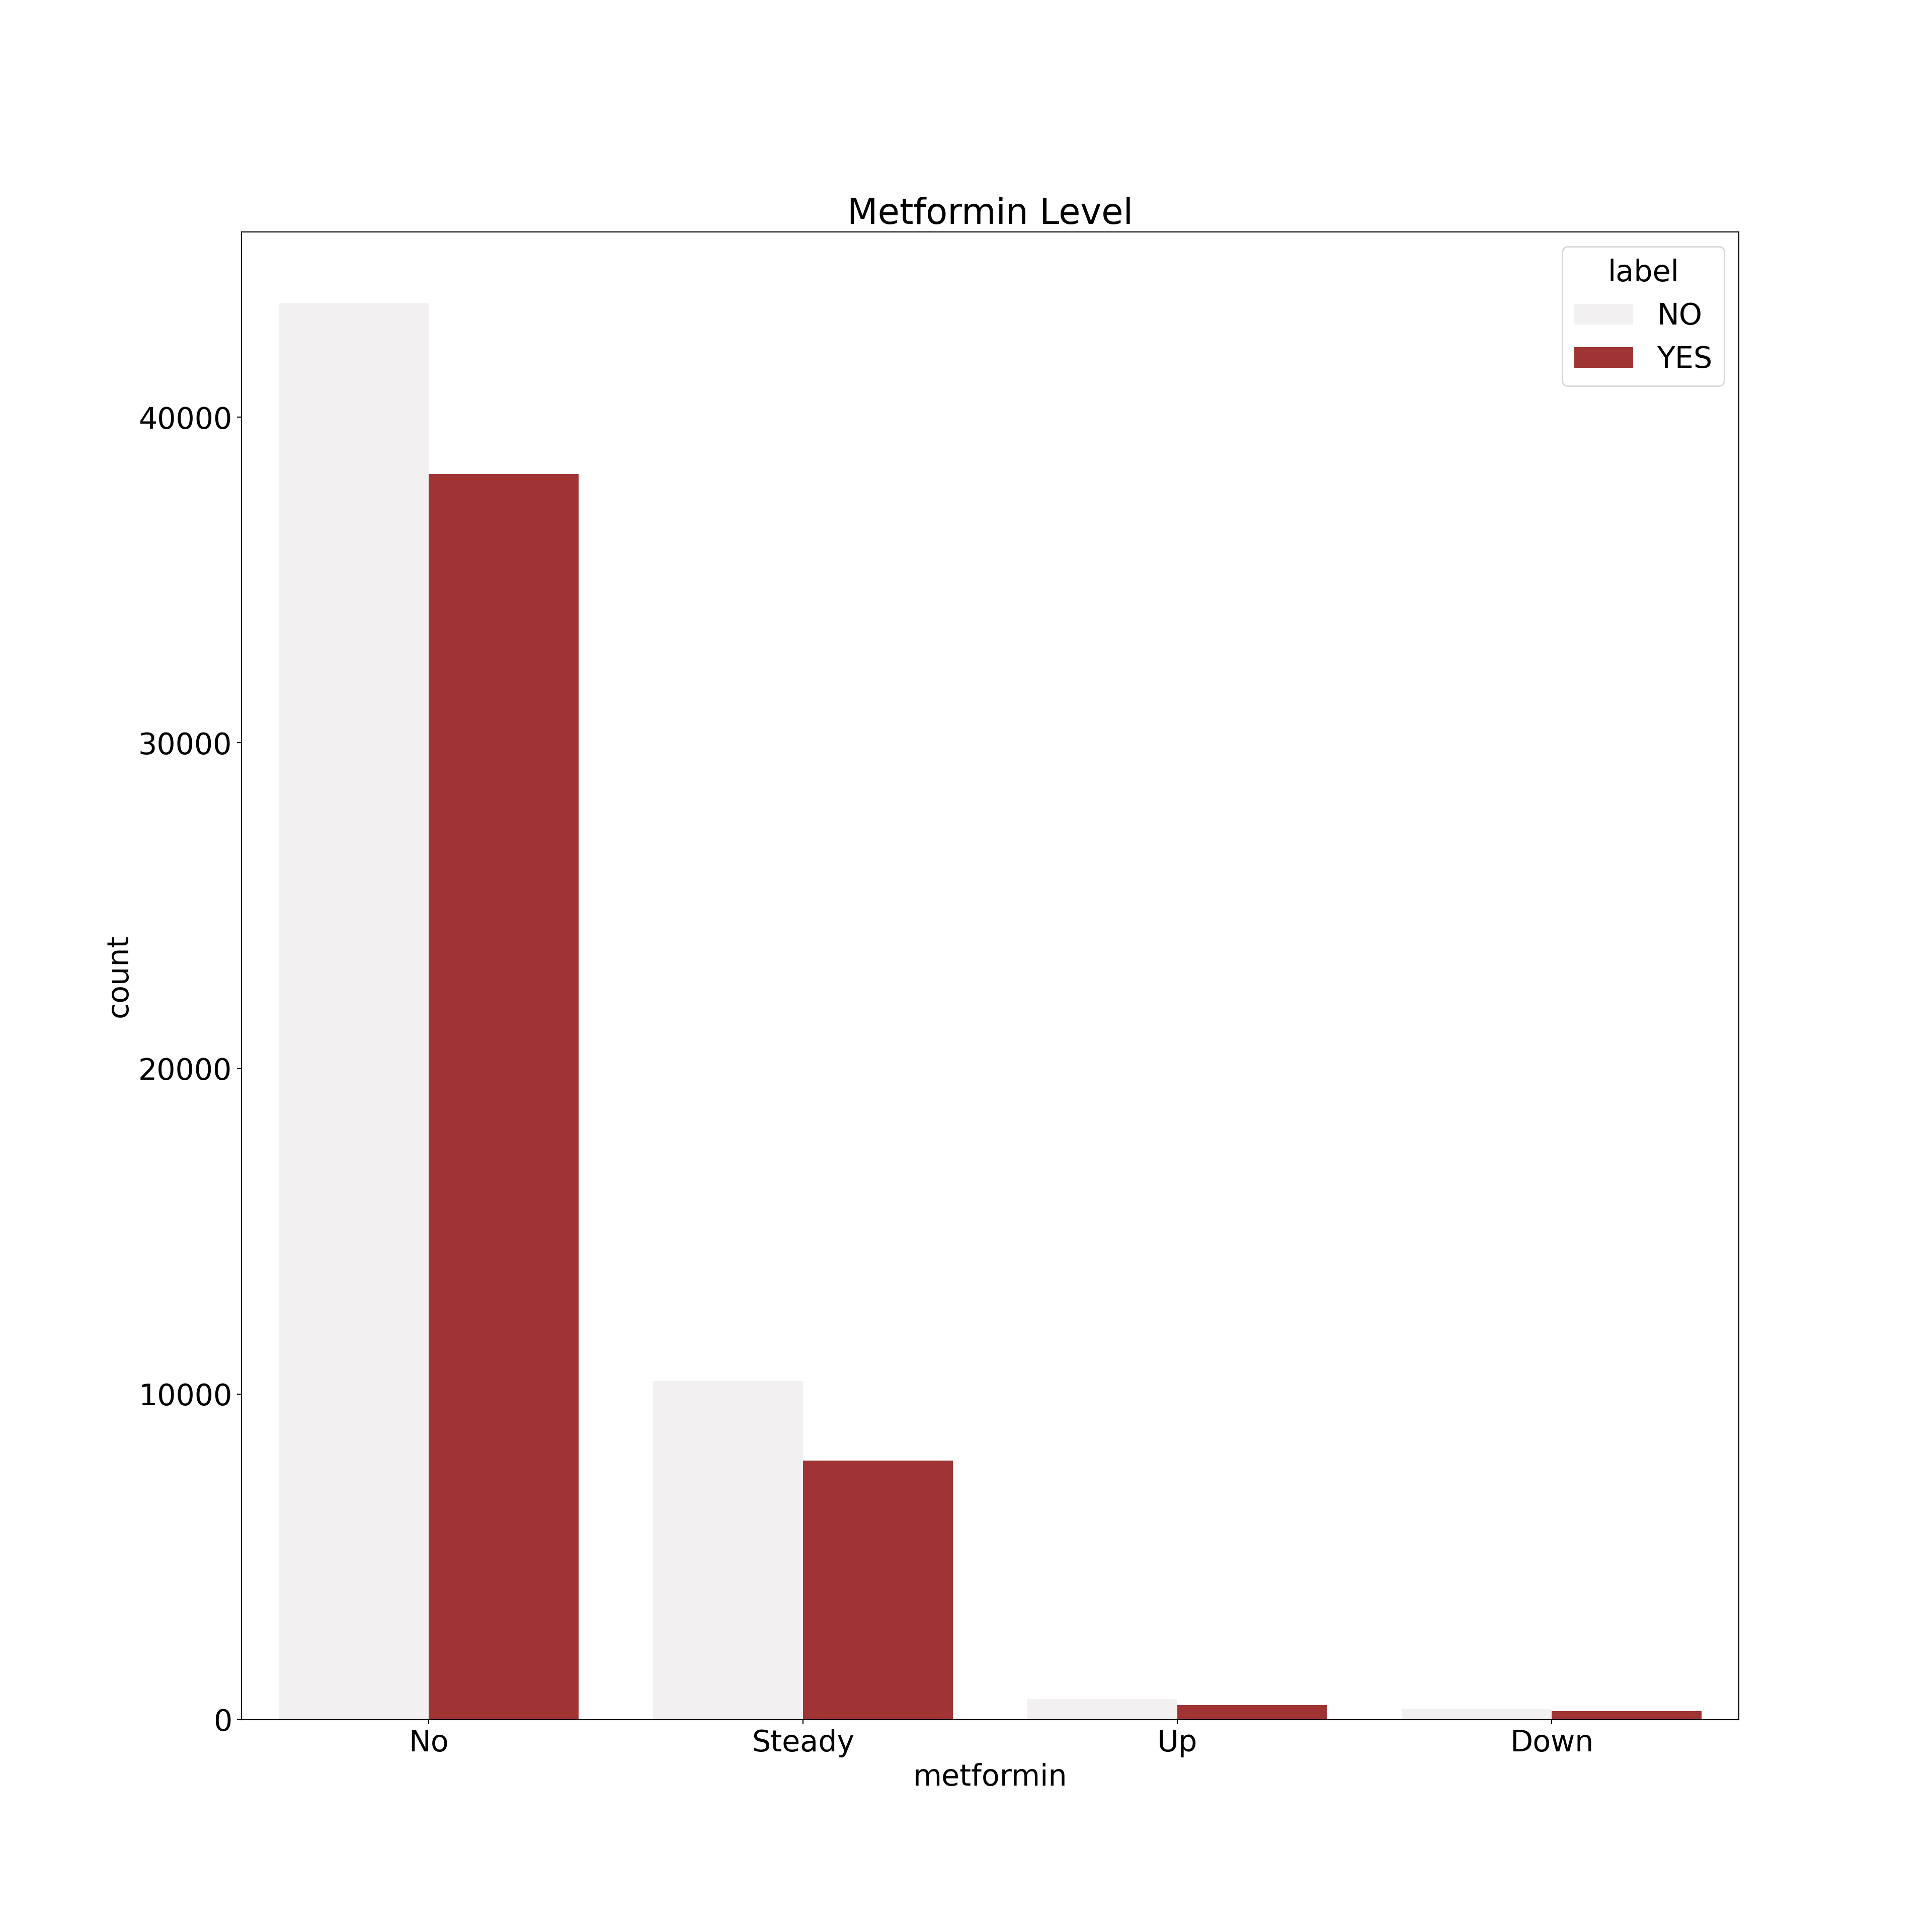 Metformin Level
label
NO
YES
40000
30000
20000
10000
0
count
No
Steady
Up
Down
metformin